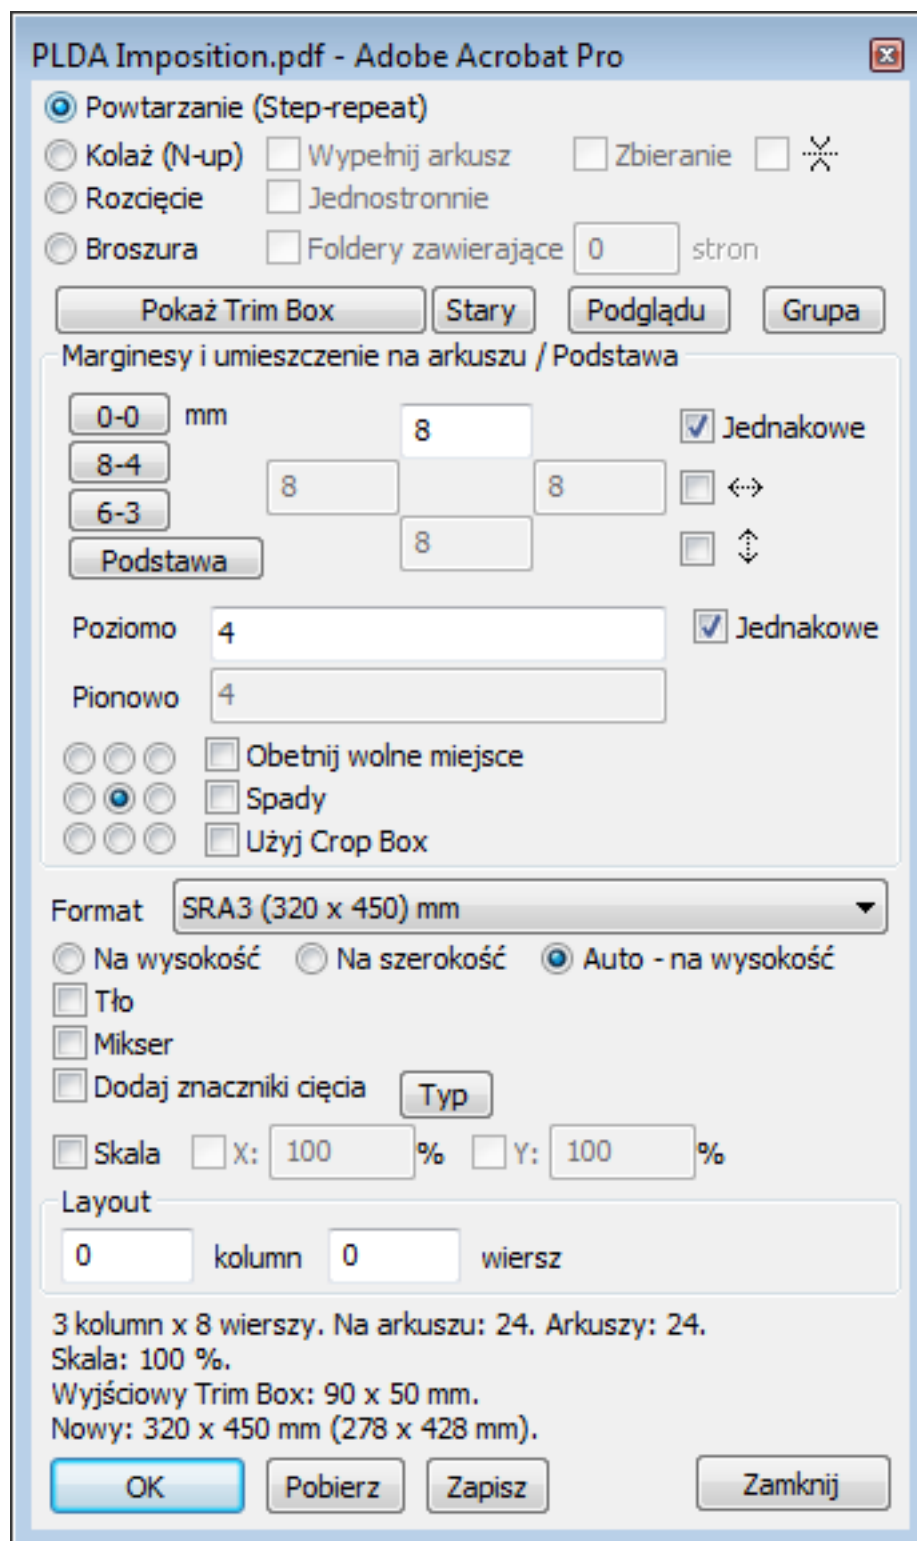 PLDA Imposition.pdf - Adobe Acrobat Pro
Powtarzanie (Step-repeat)
Kolaż (N-up) Wypełnij arkusz Zbieranie
Rozcięcie Jednostronnie
Broszura Foldery zawierające 0 stron
Pokaż Trim Box Stary Podglądu Grupa
Marginesy i umieszczenie na arkuszu / Podstawa
0-0 mm 8 Jednakowe
8-4 8 8
6-3 8
Podstawa
Poziomo 4 Jednakowe
Pionowo 4
Obetnij wolne miejsce
Spady
Użyj Crop Box
Format SRA3 (320 x 450) mm
Na wysokość Na szerokość Auto - na wysokość
Tło
Mikser
Dodaj znaczniki cięcia Typ
Skala X: 100 % Y: 100 %
Layout
0 kolumn 0 wiersz
3 kolumn x 8 wierszy. Na arkuszu: 24. Arkuszy: 24.
Skala: 100 %.
Wyjściowy Trim Box: 90 x 50 mm.
Nowy: 320 x 450 mm (278 x 428 mm).
OK Pobierz Zapisz Zamknij